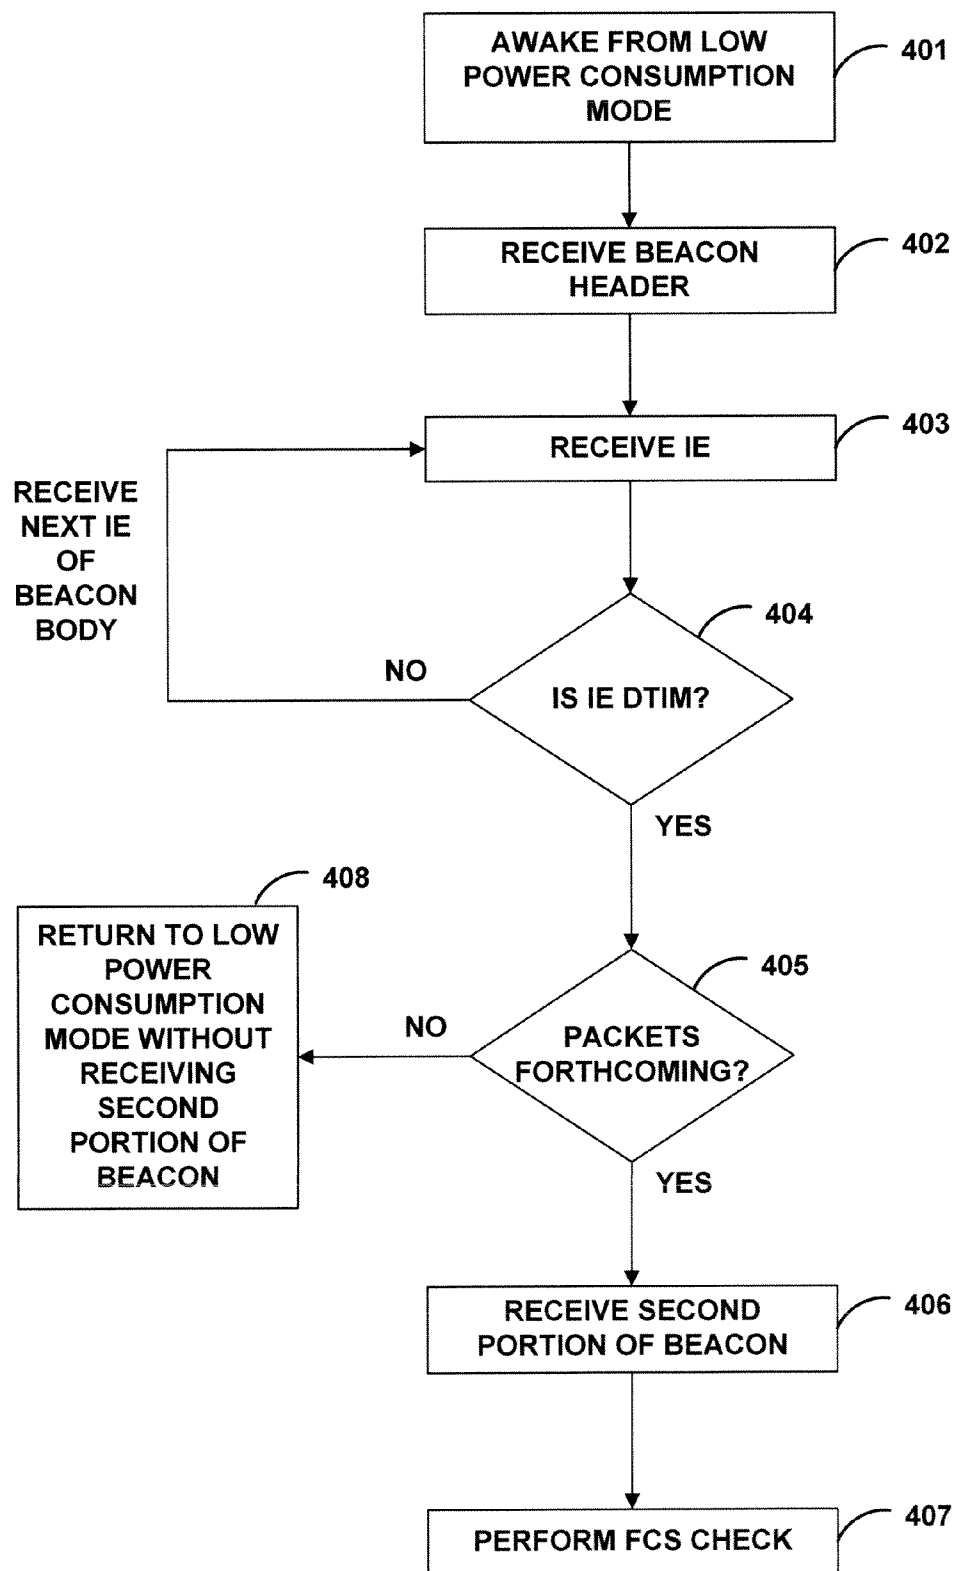 AWAKE FROM LOW
POWER CONSUMPTION
MODE
401
RECEIVE BEACON
HEADER
402
RECEIVE IE
403
RECEIVE
NEXT IE
OF
BEACON
BODY
NO
IS IE DTIM?
404
YES
408
RETURN TO LOW
POWER
CONSUMPTION
MODE WITHOUT
RECEIVING
SECOND
PORTION OF
BEACON
NO
PACKETS
FORTHCOMING?
405
YES
RECEIVE SECOND
PORTION OF BEACON
406
PERFORM FCS CHECK
407